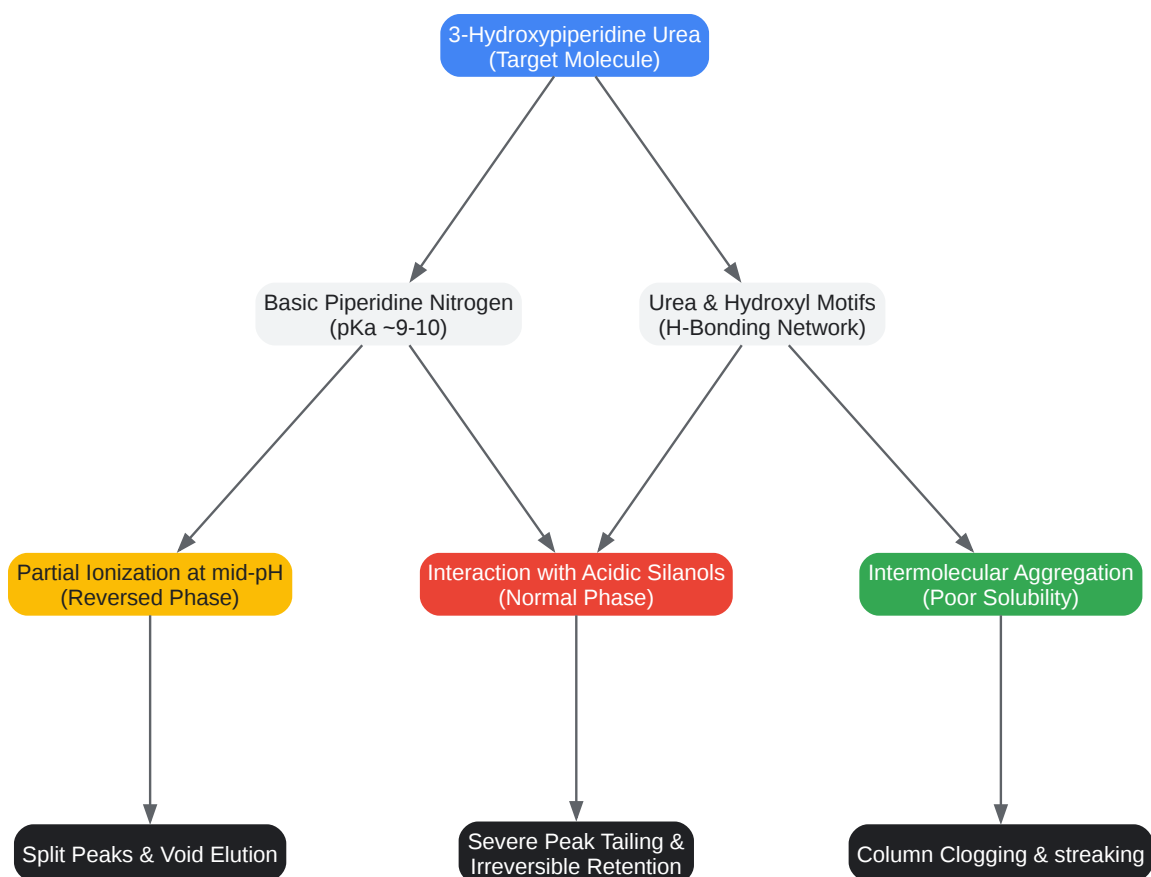 3-Hydroxypiperidine Urea
(Target Molecule)
Basic Piperidine Nitrogen
(pKa ~9-10)
Urea & Hydroxyl Motifs
(H-Bonding Network)
Partial Ionization at mid-pH
(Reversed Phase)
Interaction with Acidic Silanols
(Normal Phase)
Intermolecular Aggregation
(Poor Solubility)
Split Peaks & Void Elution
Severe Peak Tailing &
Irreversible Retention
Column Clogging & streaking